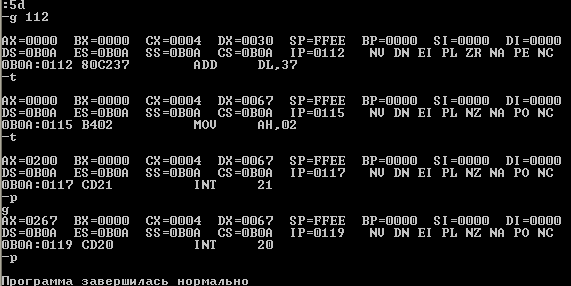 :5d
-g 112
AX=0000  BX=0000  CX=0004  DX=0030  SP=FFEE  BP=0000  SI=0000  DI=0000
DS=0B0A  ES=0B0A  SS=0B0A  CS=0B0A  IP=0112   NV DN EI PL ZR NA PE NC
0B0A:0112 80C237        ADD     DL,37
-t
AX=0000  BX=0000  CX=0004  DX=0067  SP=FFEE  BP=0000  SI=0000  DI=0000
DS=0B0A  ES=0B0A  SS=0B0A  CS=0B0A  IP=0115   NV DN EI PL NZ NA PO NC
0B0A:0115 B402          MOV     AH,02
-t
AX=0200  BX=0000  CX=0004  DX=0067  SP=FFEE  BP=0000  SI=0000  DI=0000
DS=0B0A  ES=0B0A  SS=0B0A  CS=0B0A  IP=0117   NV DN EI PL NZ NA PO NC
0B0A:0117 CD21          INT     21
-p
g
AX=0267  BX=0000  CX=0004  DX=0067  SP=FFEE  BP=0000  SI=0000  DI=0000
DS=0B0A  ES=0B0A  SS=0B0A  CS=0B0A  IP=0119   NV DN EI PL NZ NA PO NC
0B0A:0119 CD20          INT     20
-p
Программа завершилась нормально